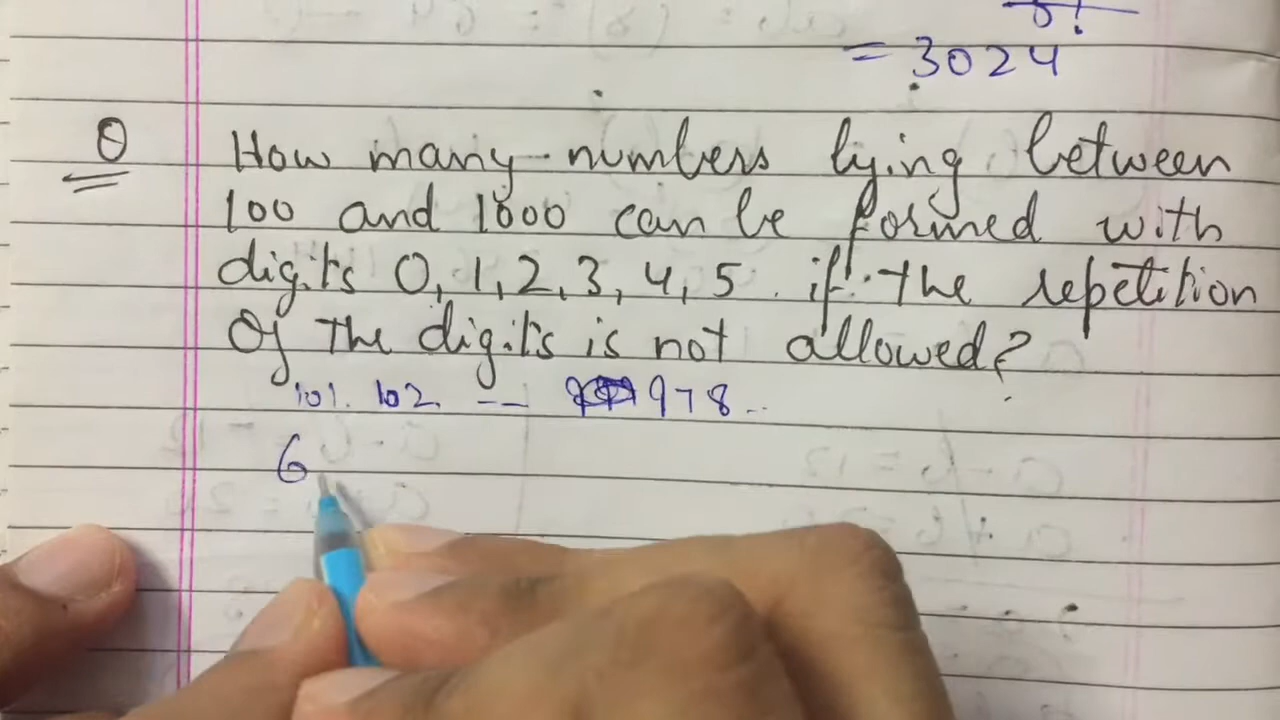 8!
= 3024
Q How many numbers lying between
100 and 1000 can be formed with
digits 0, 1, 2, 3, 4, 5 if the repetition
Of the digits is not allowed?
101. 102 -- 978..
6